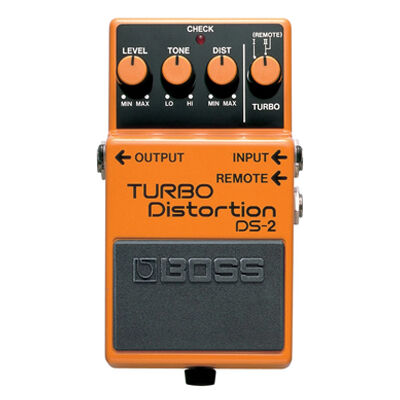 CHECK
(REMOTE)
I II
LEVEL TONE DIST
MIN MAX LO HI MIN MAX TURBO
OUTPUT INPUT
REMOTE
TURBO
Distortion
DS-2
BOSS